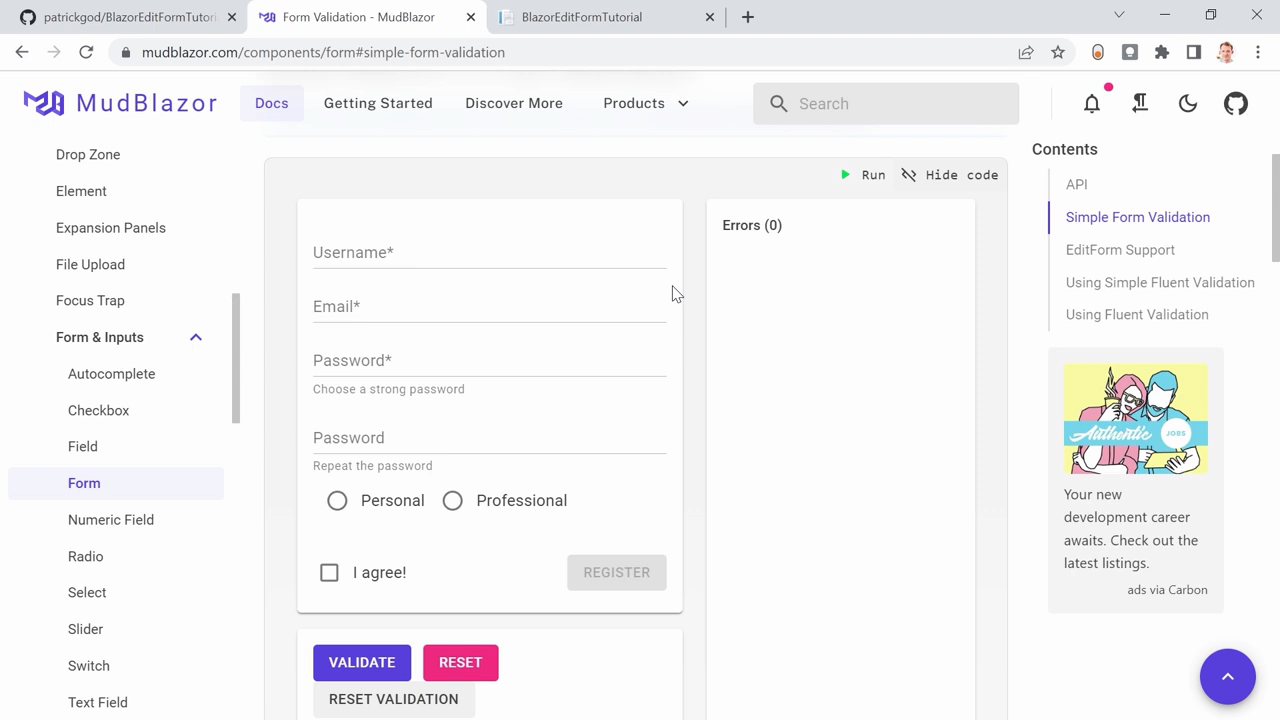 patrickgod/BlazorEditFormTutori
Form Validation - MudBlazor
BlazorEditFormTutorial
mudblazor.com/components/form#simple-form-validation
MudBlazor
Docs
Getting Started
Discover More
Products
Search
Drop Zone
Element
Expansion Panels
File Upload
Focus Trap
Form & Inputs
Autocomplete
Checkbox
Field
Form
Numeric Field
Radio
Select
Slider
Switch
Text Field
Run
Hide code
Username*
Email*
Password*
Choose a strong password
Password
Repeat the password
Personal
Professional
I agree!
REGISTER
VALIDATE
RESET
RESET VALIDATION
Errors (0)
Contents
API
Simple Form Validation
EditForm Support
Using Simple Fluent Validation
Using Fluent Validation
Authentic
JOBS
Your new
development career
awaits. Check out the
latest listings.
ads via Carbon